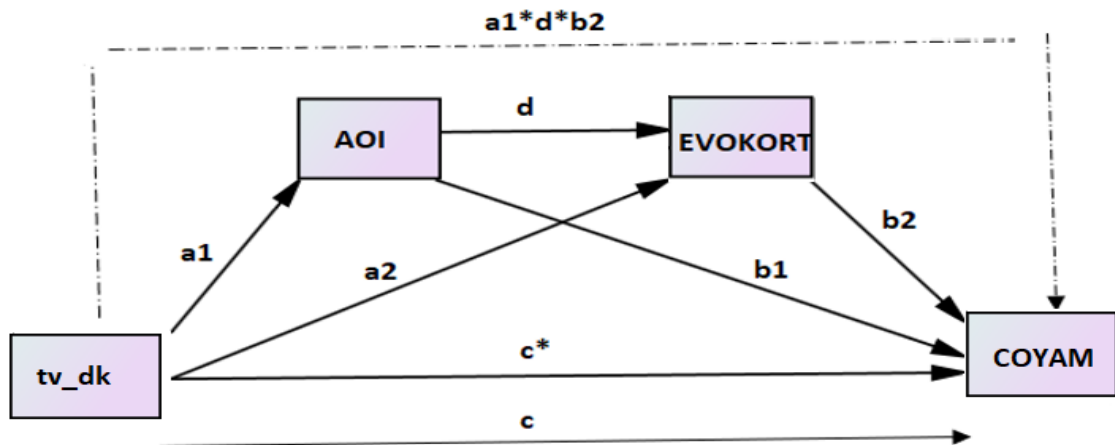 a1*d*b2
d
AOI
EVOKORT
a1
a2
b1
b2
tv_dk
c*
COYAM
c